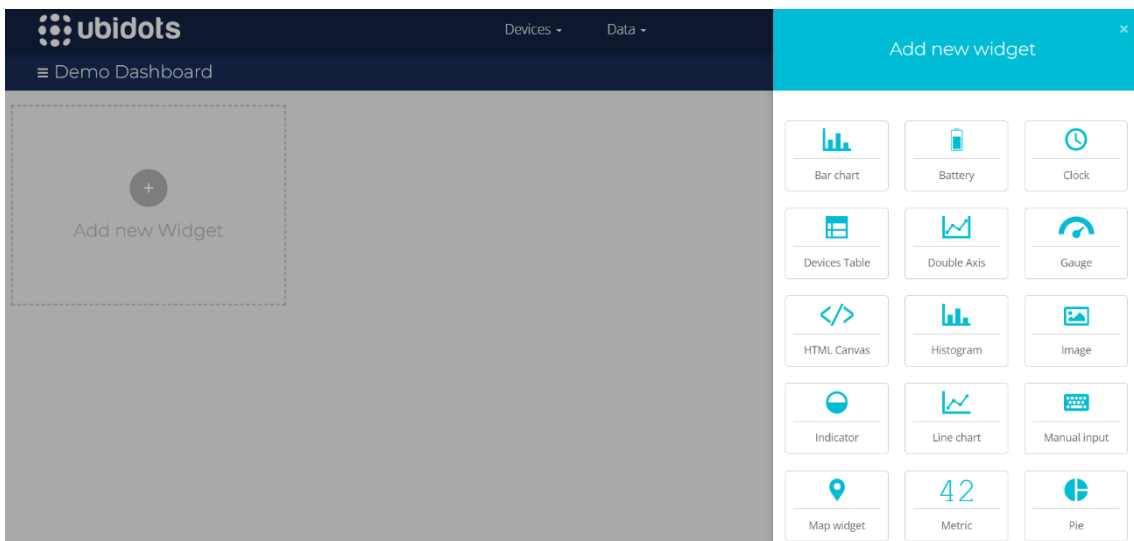 ubidots
Devices
Data
Demo Dashboard
Add new Widget
×
Add new widget
Bar chart
Battery
Clock
Devices Table
Double Axis
Gauge
HTML Canvas
Histogram
Image
Indicator
Line chart
Manual input
Map widget
42
Metric
Pie